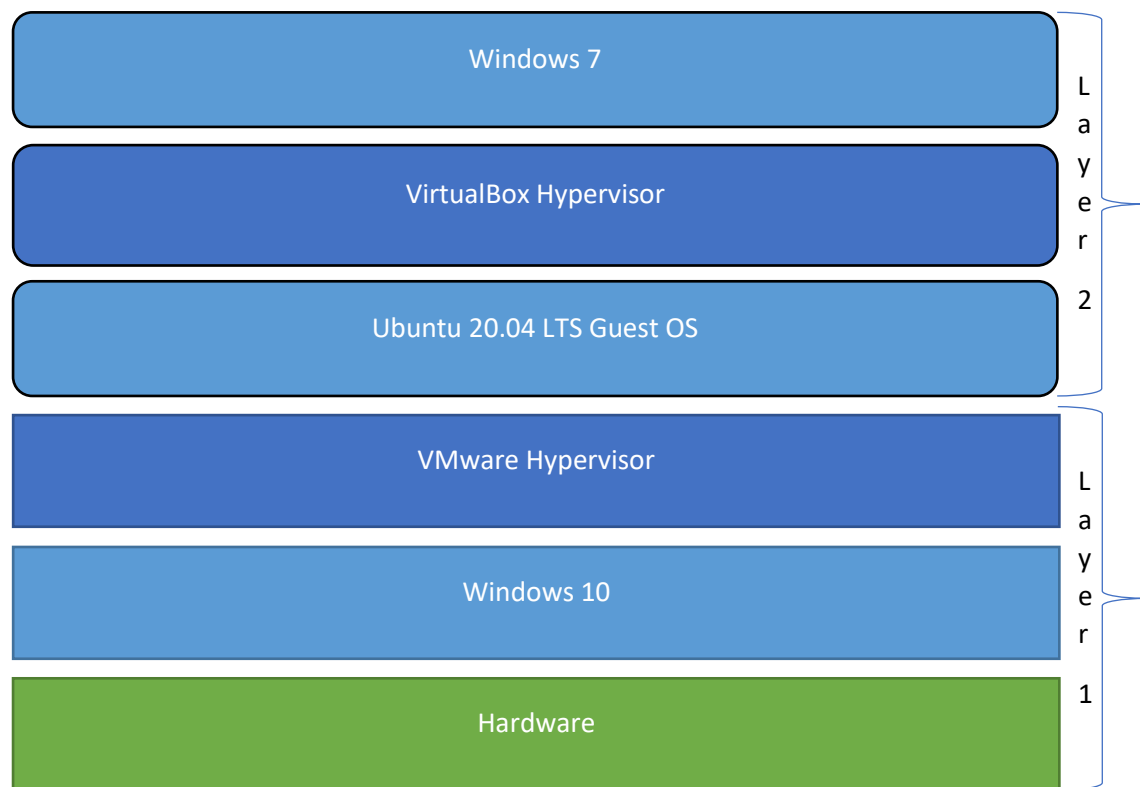 Windows 7
VirtualBox Hypervisor
Ubuntu 20.04 LTS Guest OS
Layer 2
VMware Hypervisor
Windows 10
Hardware
Layer 1